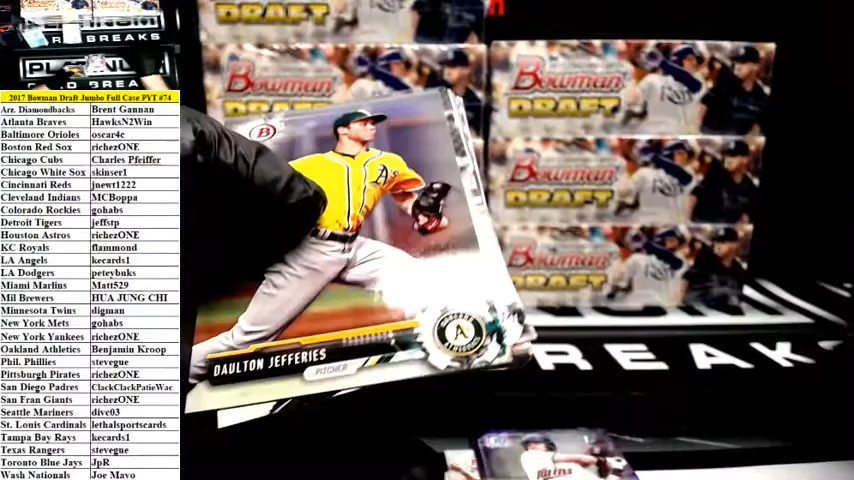 2017 Bowman Draft Jumbo Full Case PYT #74
Arz. Diamondbacks Brent Gannan
Atlanta Braves HawksN2Win
Baltimore Orioles oscar4c
Boston Red Sox richezONE
Chicago Cubs Charles Pfeiffer
Chicago White Sox skinser1
Cincinnati Reds jnewt1222
Cleveland Indians MCBoppa
Colorado Rockies gohabs
Detroit Tigers jeffstp
Houston Astros richezONE
KC Royals flammond
LA Angels kecards1
LA Dodgers peteybuks
Miami Marlins Matt529
Mil Brewers HUA JUNG CHI
Minnesota Twins digman
New York Mets gohabs
New York Yankees richezONE
Oakland Athletics Benjamin Kroop
Phil. Phillies stevegue
Pittsburgh Pirates richezONE
San Diego Padres ClackClackPatieWac
San Fran Giants richezONE
Seattle Mariners divc03
St. Louis Cardinals lethalsportscards
Tampa Bay Rays kecards1
Texas Rangers stevegue
Toronto Blue Jays JpR
Wash Nationals Joe Mayo
BREAKS
PLATINUM
DRAFT
Bowman
DRAFT
Bowman
DRAFT
Bowman
DRAFT
Bowman
DRAFT
B
A's
A
DAULTON JEFFERIES
PITCHER
BREAKS
Twins